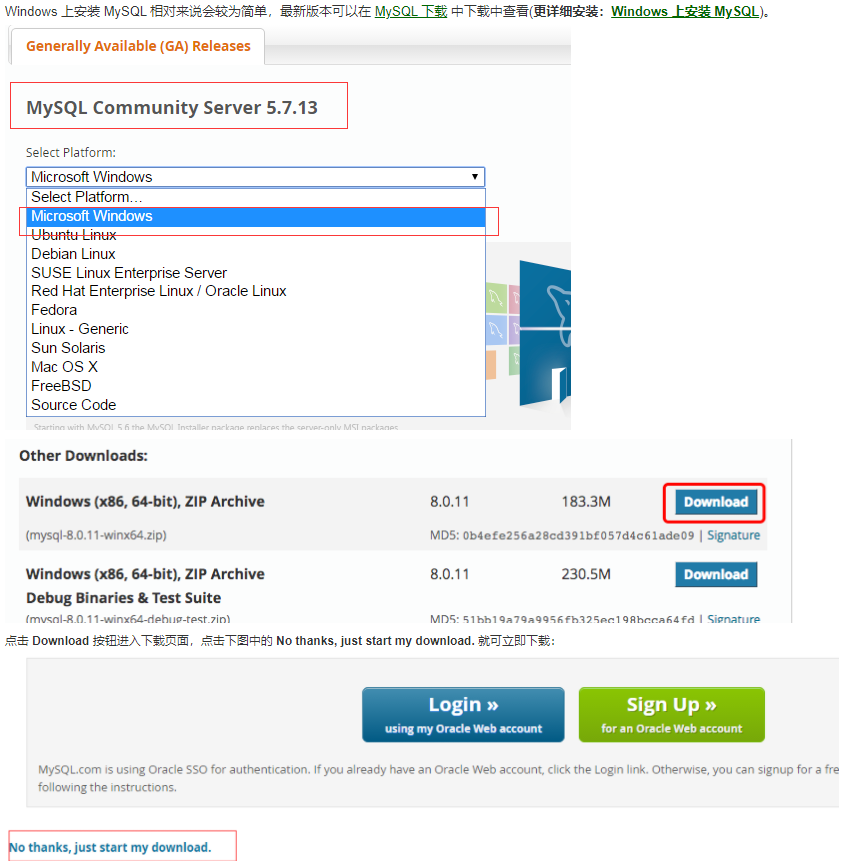 Windows 上安装 MySQL 相对来说会较为简单，最新版本可以在 MySQL 下载 中下载中查看(更详细安装：Windows 上安装 MySQL)。
Generally Available (GA) Releases
MySQL Community Server 5.7.13
Select Platform:
Microsoft Windows
Select Platform…
Microsoft Windows
Ubuntu Linux
Debian Linux
SUSE Linux Enterprise Server
Red Hat Enterprise Linux / Oracle Linux
Fedora
Linux - Generic
Sun Solaris
Mac OS X
FreeBSD
Source Code
Starting with MySQL 5.6 the MySQL Installer package replaces the server-only MSI packages.
Other Downloads:
Windows (x86, 64-bit), ZIP Archive 8.0.11 183.3M Download
(mysql-8.0.11-winx64.zip) MD5: 0b4efe256a28cd391bf057d4c61ade09 | Signature
Windows (x86, 64-bit), ZIP Archive 8.0.11 230.5M Download
Debug Binaries & Test Suite
(mysql-8.0.11-winx64-debug-test.zip) MD5: 51bb19a79a9956fb325ec198bcca64fd | Signature
点击 Download 按钮进入下载页面，点击下图中的 No thanks, just start my download. 就可立即下载：
Login » Sign Up »
using my Oracle Web account for an Oracle Web account
MySQL.com is using Oracle SSO for authentication. If you already have an Oracle Web account, click the Login link. Otherwise, you can signup for a fre
following the instructions.
No thanks, just start my download.